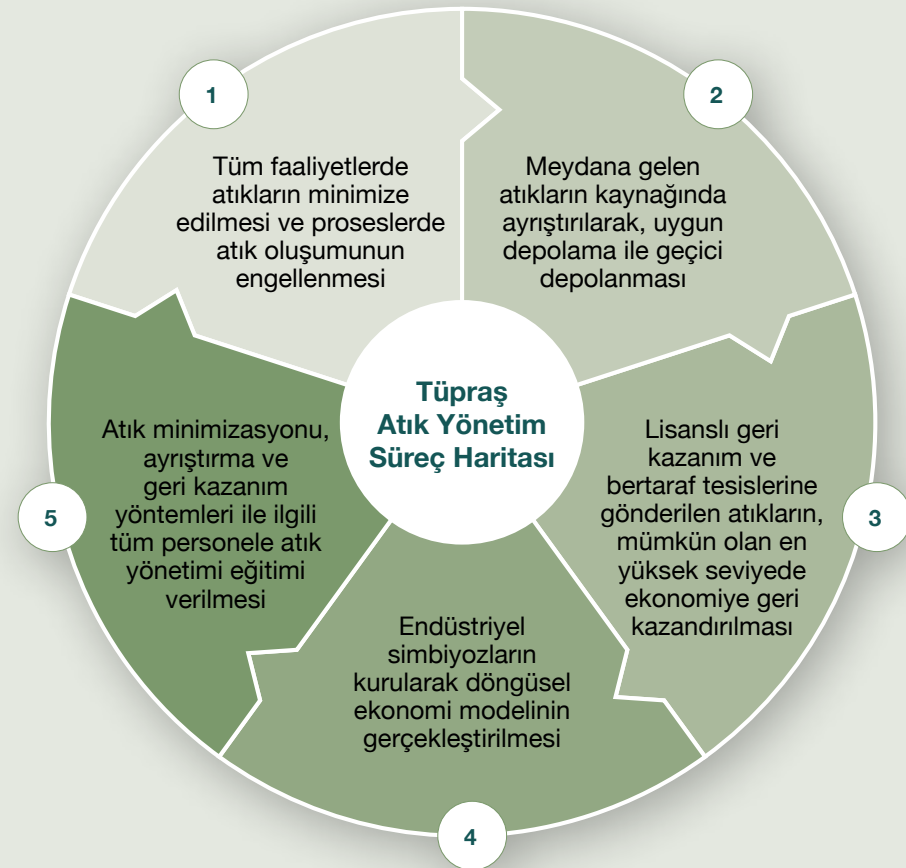 1
Tüm faaliyetlerde
atıkların minimize
edilmesi ve proseslerde
atık oluşumunun
engellenmesi
2
Meydana gelen
atıkların kaynağında
ayrıştırılarak, uygun
depolama ile geçici
depolanması
Tüpraş
Atık Yönetim
Süreç Haritası
3
Lisanslı geri
kazanım ve
bertaraf tesislerine
gönderilen atıkların,
mümkün olan en
yüksek seviyede
ekonomiye geri
kazandırılması
4
Endüstriyel
simbiyozların
kurularak döngüsel
ekonomi modelinin
gerçekleştirilmesi
5
Atık minimizasyonu,
ayrıştırma ve
geri kazanım
yöntemleri ile ilgili
tüm personele atık
yönetimi eğitimi
verilmesi